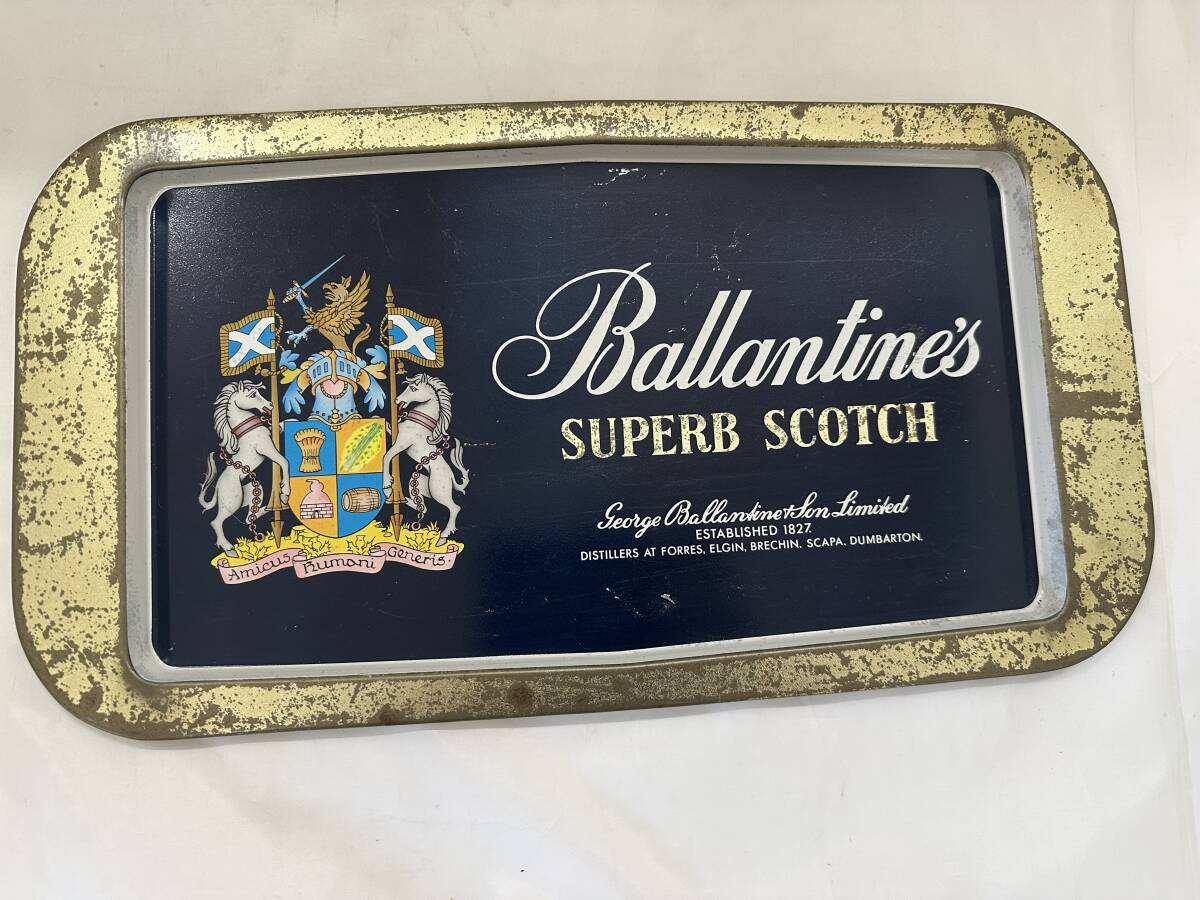 Ballantine's
SUPERB SCOTCH
George Ballantine & Son Limited
ESTABLISHED 1827.
DISTILLERS AT FORRES, ELGIN, BRECHIN, SCAPA, DUMBARTON.
Amicus Humani Generis.